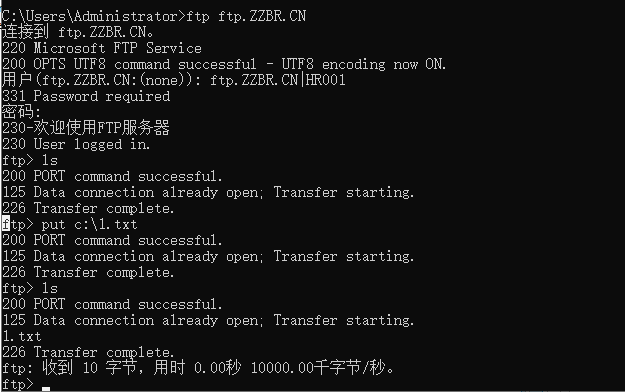 C:\Users\Administrator>ftp ftp.ZZBR.CN
连接到 ftp.ZZBR.CN。
220 Microsoft FTP Service
200 OPTS UTF8 command successful - UTF8 encoding now ON.
用户(ftp.ZZBR.CN:(none)): ftp.ZZBR.CN|HR001
331 Password required
密码:
230-欢迎使用FTP服务器
230 User logged in.
ftp> ls
200 PORT command successful.
125 Data connection already open; Transfer starting.
226 Transfer complete.
ftp> put c:\1.txt
200 PORT command successful.
125 Data connection already open; Transfer starting.
226 Transfer complete.
ftp> ls
200 PORT command successful.
125 Data connection already open; Transfer starting.
1.txt
226 Transfer complete.
ftp: 收到 10 字节，用时 0.00秒 10000.00千字节/秒。
ftp>